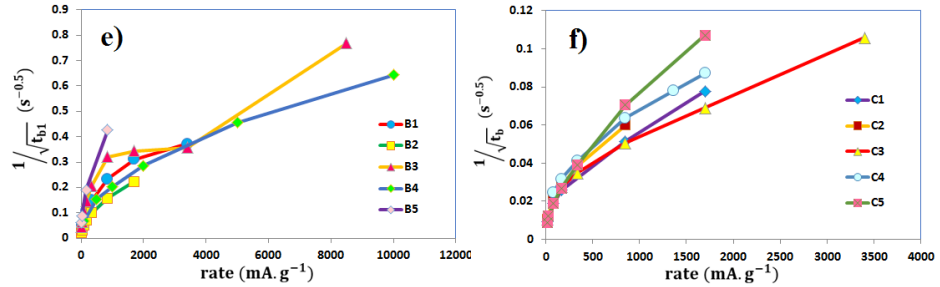 e)
1/√t_b1 (s^−0.5)
0.9
0.8
0.7
0.6
0.5
0.4
0.3
0.2
0.1
0
0 2000 4000 6000 8000 10000 12000
rate (mA. g^−1)
B1
B2
B3
B4
B5
f)
1/√t_b (s^−0.5)
0.12
0.1
0.08
0.06
0.04
0.02
0
0 500 1000 1500 2000 2500 3000 3500 4000
rate (mA. g^−1)
C1
C2
C3
C4
C5